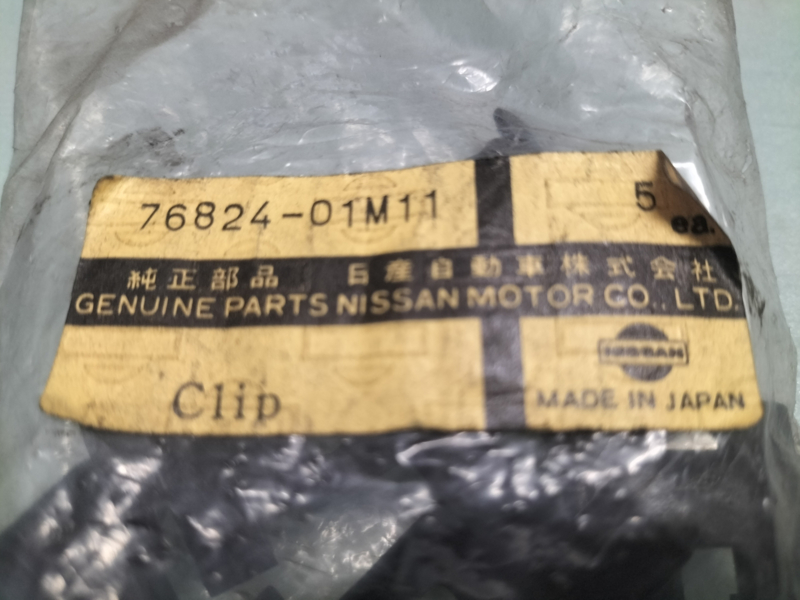 76824-01M11 5
ea.
純正部品 日産自動車株式会社
GENUINE PARTS NISSAN MOTOR CO., LTD.
NISSAN
Clip
MADE IN JAPAN